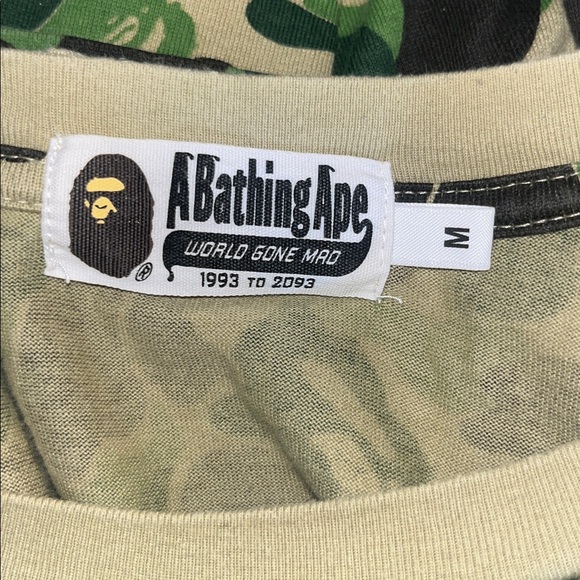 A Bathing Ape
WORLD GONE MAD
1993 TO 2093
®
M